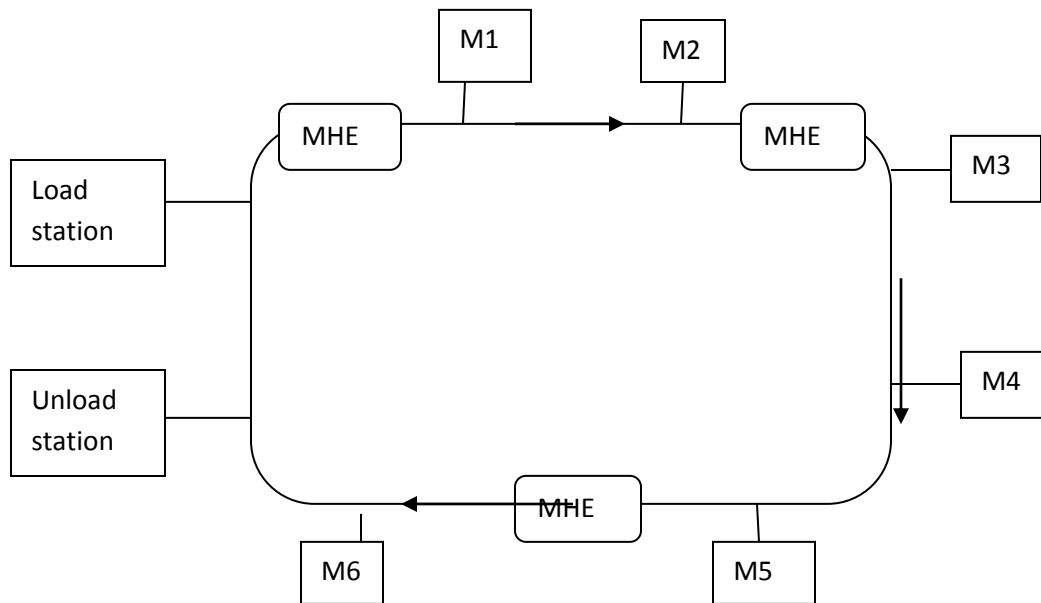 M1
M2
MHE
MHE
M3
Load
station
M4
Unload
station
MHE
M6
M5